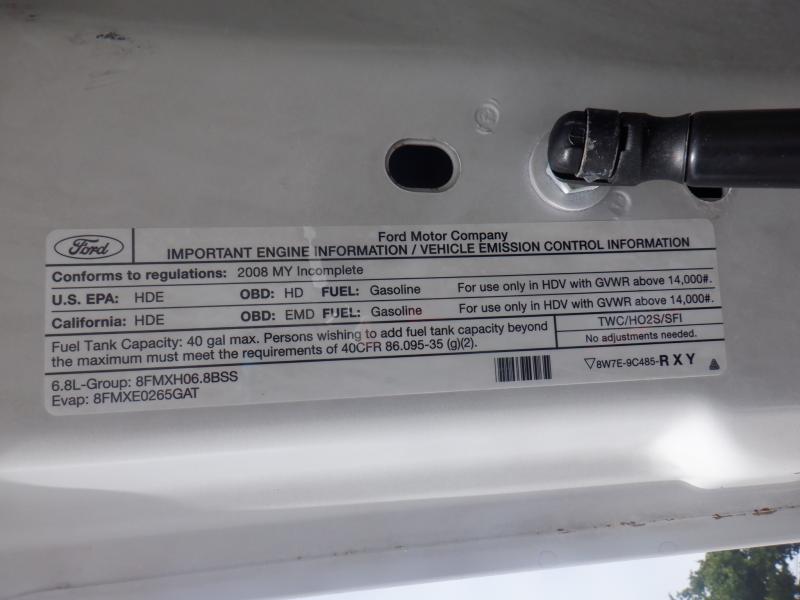 Ford
Ford Motor Company
IMPORTANT ENGINE INFORMATION / VEHICLE EMISSION CONTROL INFORMATION
Conforms to regulations: 2008 MY Incomplete
U.S. EPA: HDE OBD: HD FUEL: Gasoline For use only in HDV with GVWR above 14,000#.
California: HDE OBD: EMD FUEL: Gasoline For use only in HDV with GVWR above 14,000#.
Fuel Tank Capacity: 40 gal max. Persons wishing to add fuel tank capacity beyond
the maximum must meet the requirements of 40CFR 86.095-35 (g)(2).
TWC/HO2S/SFI
No adjustments needed.
6.8L-Group: 8FMXH06.8BSS
Evap: 8FMXE0265GAT
▽8W7E-9C485-RXY